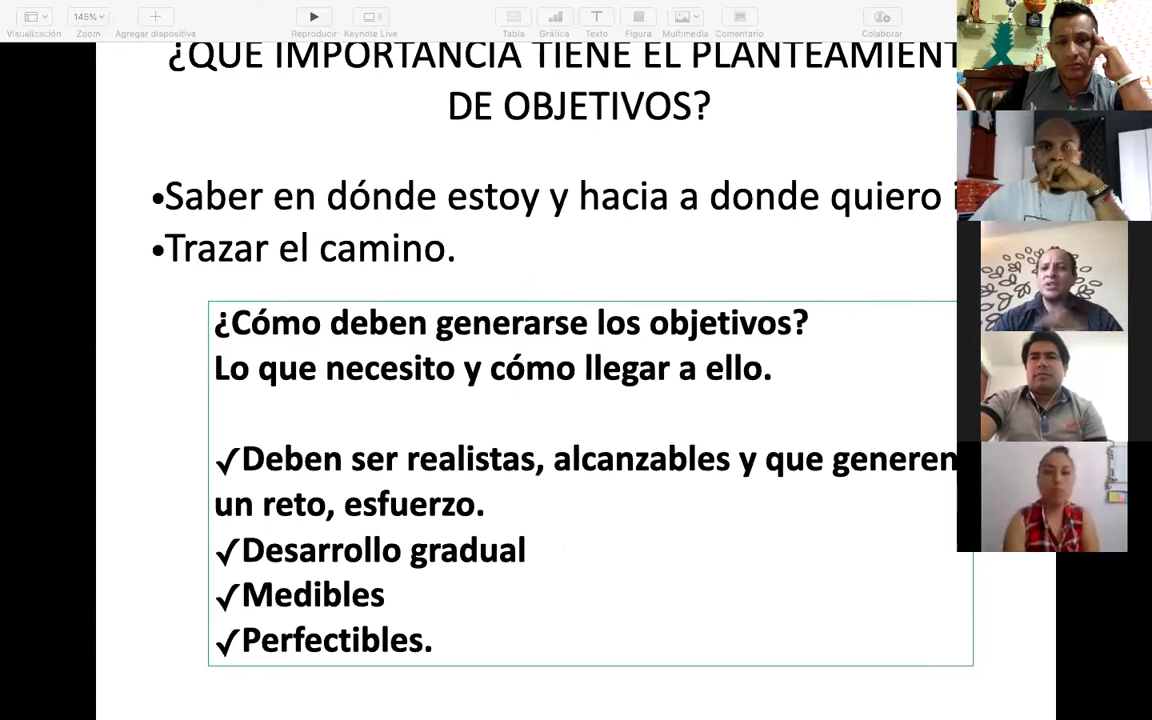 145%
Visualización
Zoom
Agregar diapositiva
Reproducir
Keynote Live
Tabla
Gráfica
Texto
Figura
Multimedia
Comentario
Colaborar
¿QUE IMPORTANCIA TIENE EL PLANTEAMIENT
DE OBJETIVOS?
•Saber en dónde estoy y hacia a donde quiero
•Trazar el camino.
¿Cómo deben generarse los objetivos?
Lo que necesito y cómo llegar a ello.
✓Deben ser realistas, alcanzables y que generen
un reto, esfuerzo.
✓Desarrollo gradual
✓Medibles
✓Perfectibles.